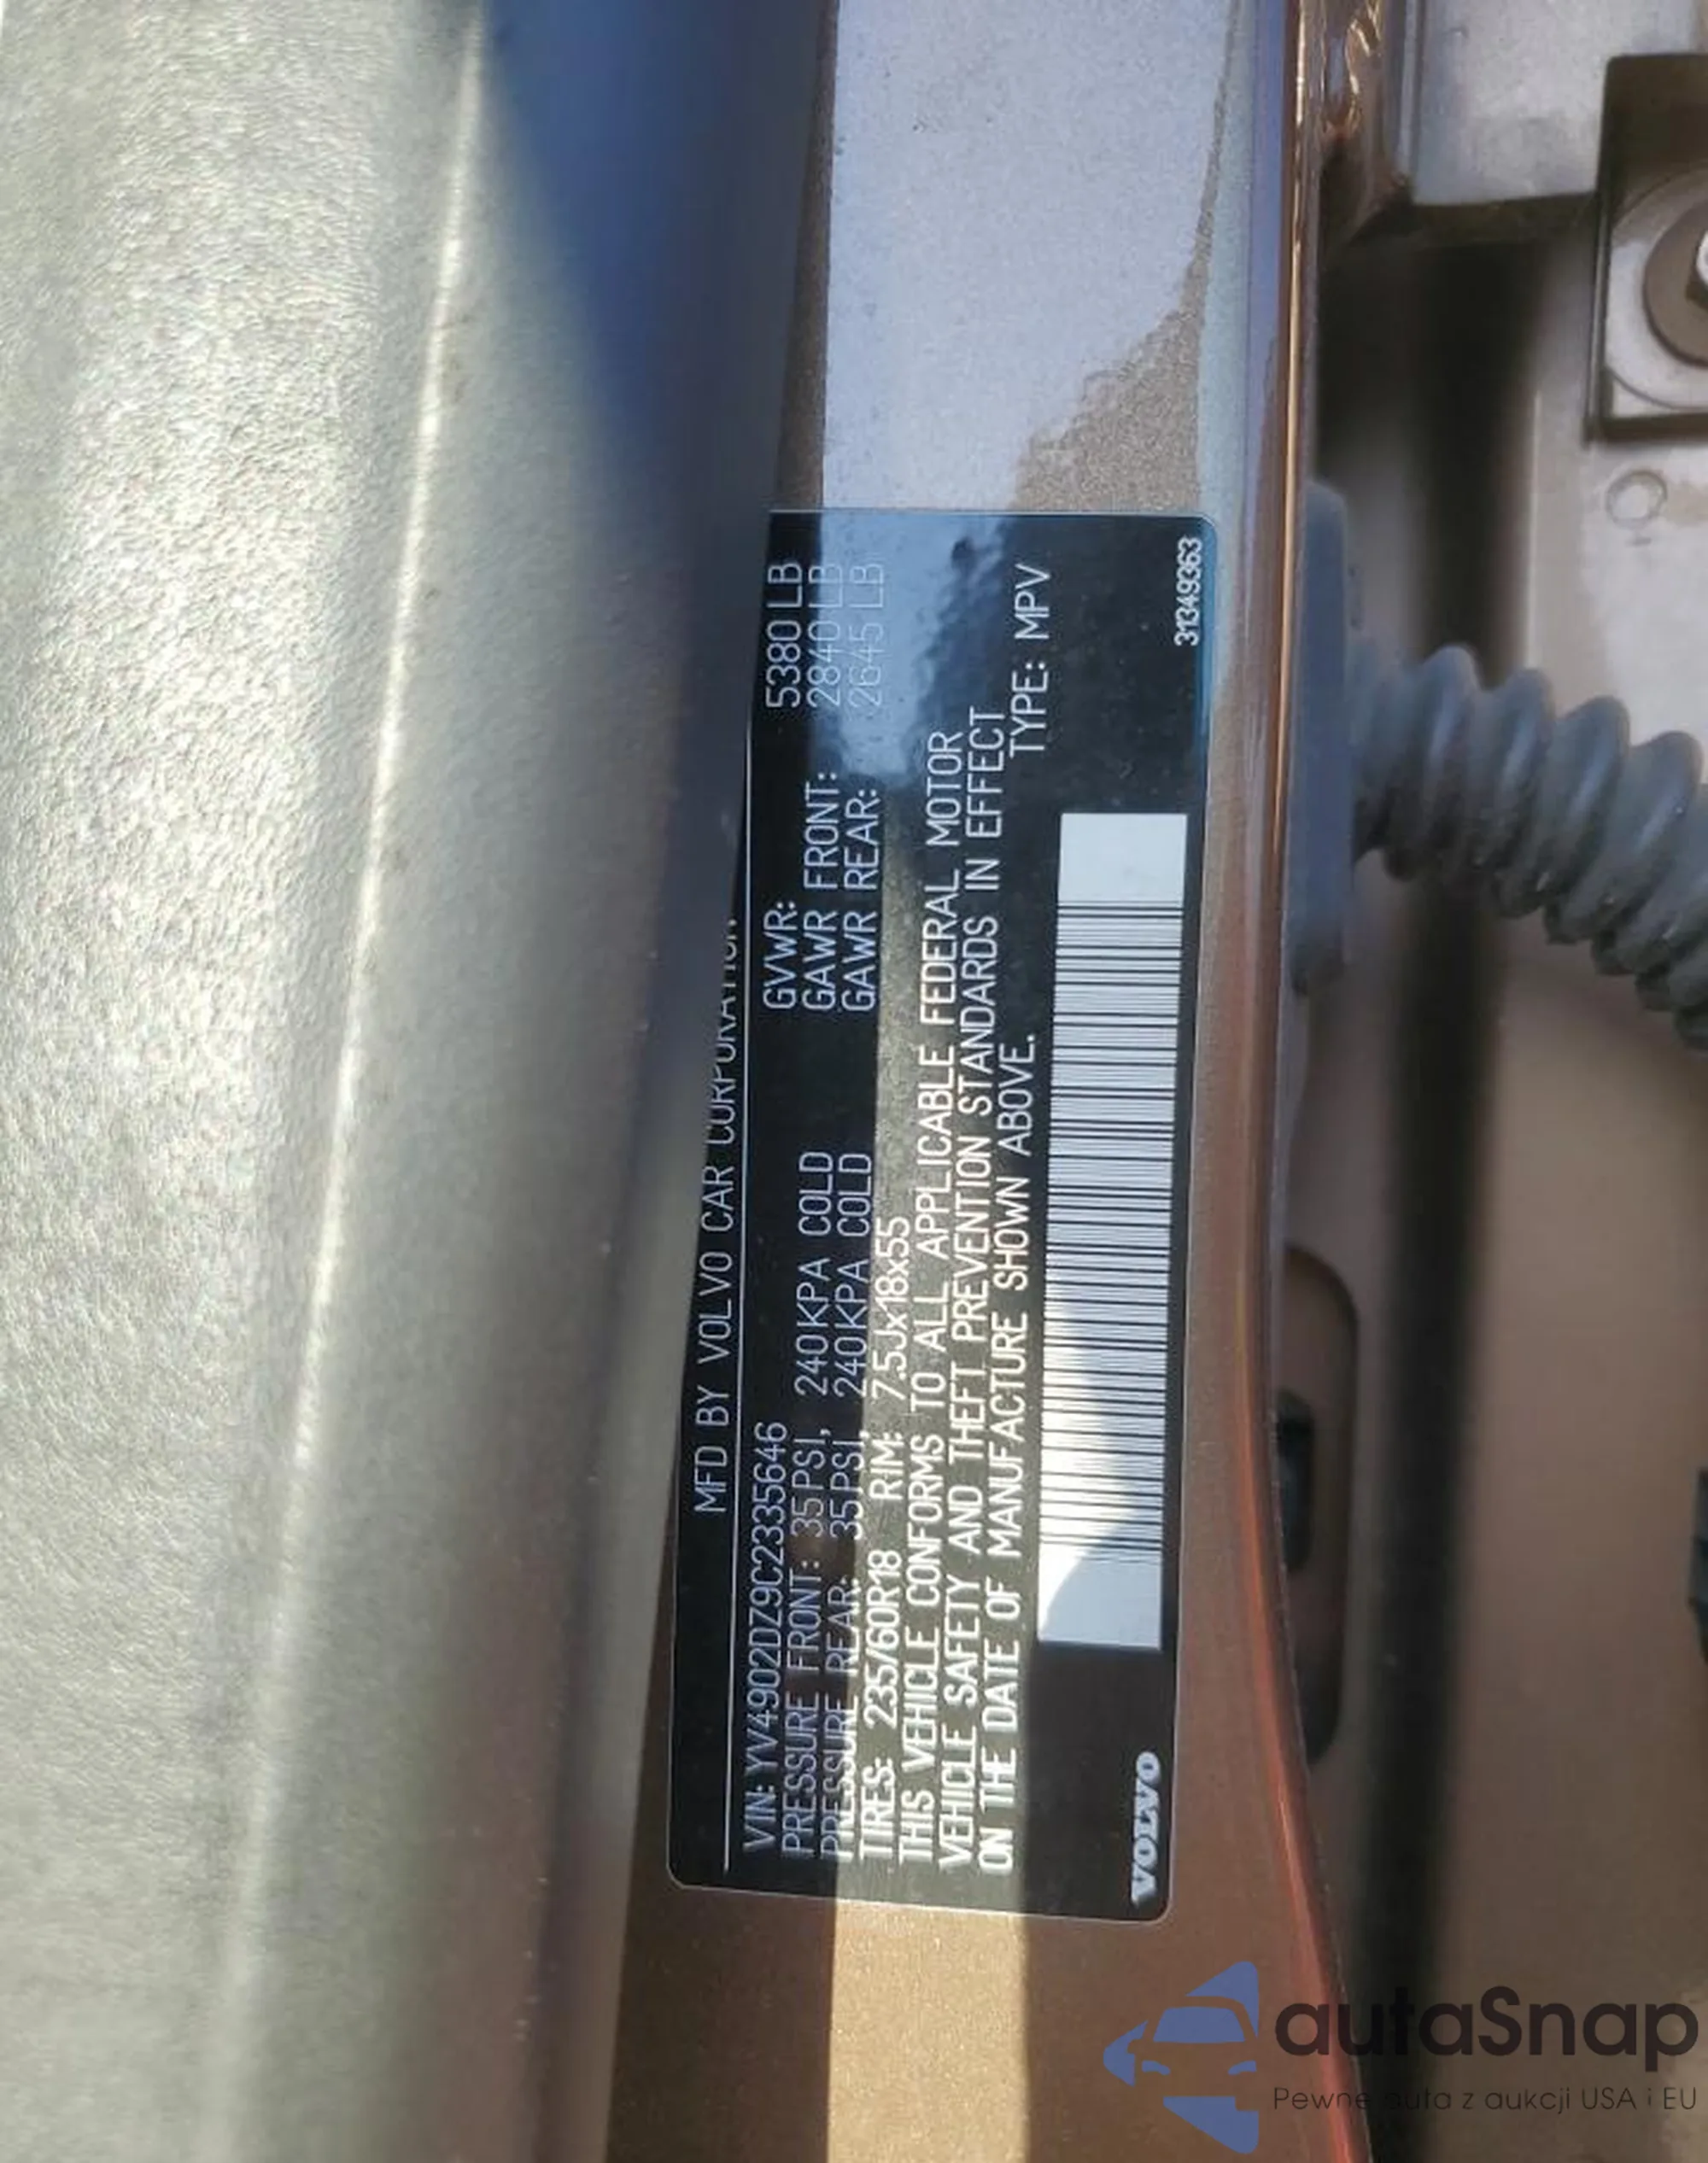 MFD BY VOLVO CAR CORPORATION.
VIN: YV4902DZ9C2335646 GVWR: 5380 LB
PRESSURE FRONT: 35PSI, 240KPA COLD GAWR FRONT: 2840 LB
PRESSURE REAR: 35PSI, 240KPA COLD GAWR REAR: 2645 LB
TIRES: 235/60R18 RIM: 7.5Jx18x55
THIS VEHICLE CONFORMS TO ALL APPLICABLE FEDERAL MOTOR
VEHICLE SAFETY AND THEFT PREVENTION STANDARDS IN EFFECT
ON THE DATE OF MANUFACTURE SHOWN ABOVE. TYPE: MPV
VOLVO 31349363
autaSnap
Pewne auta z aukcji USA i EU